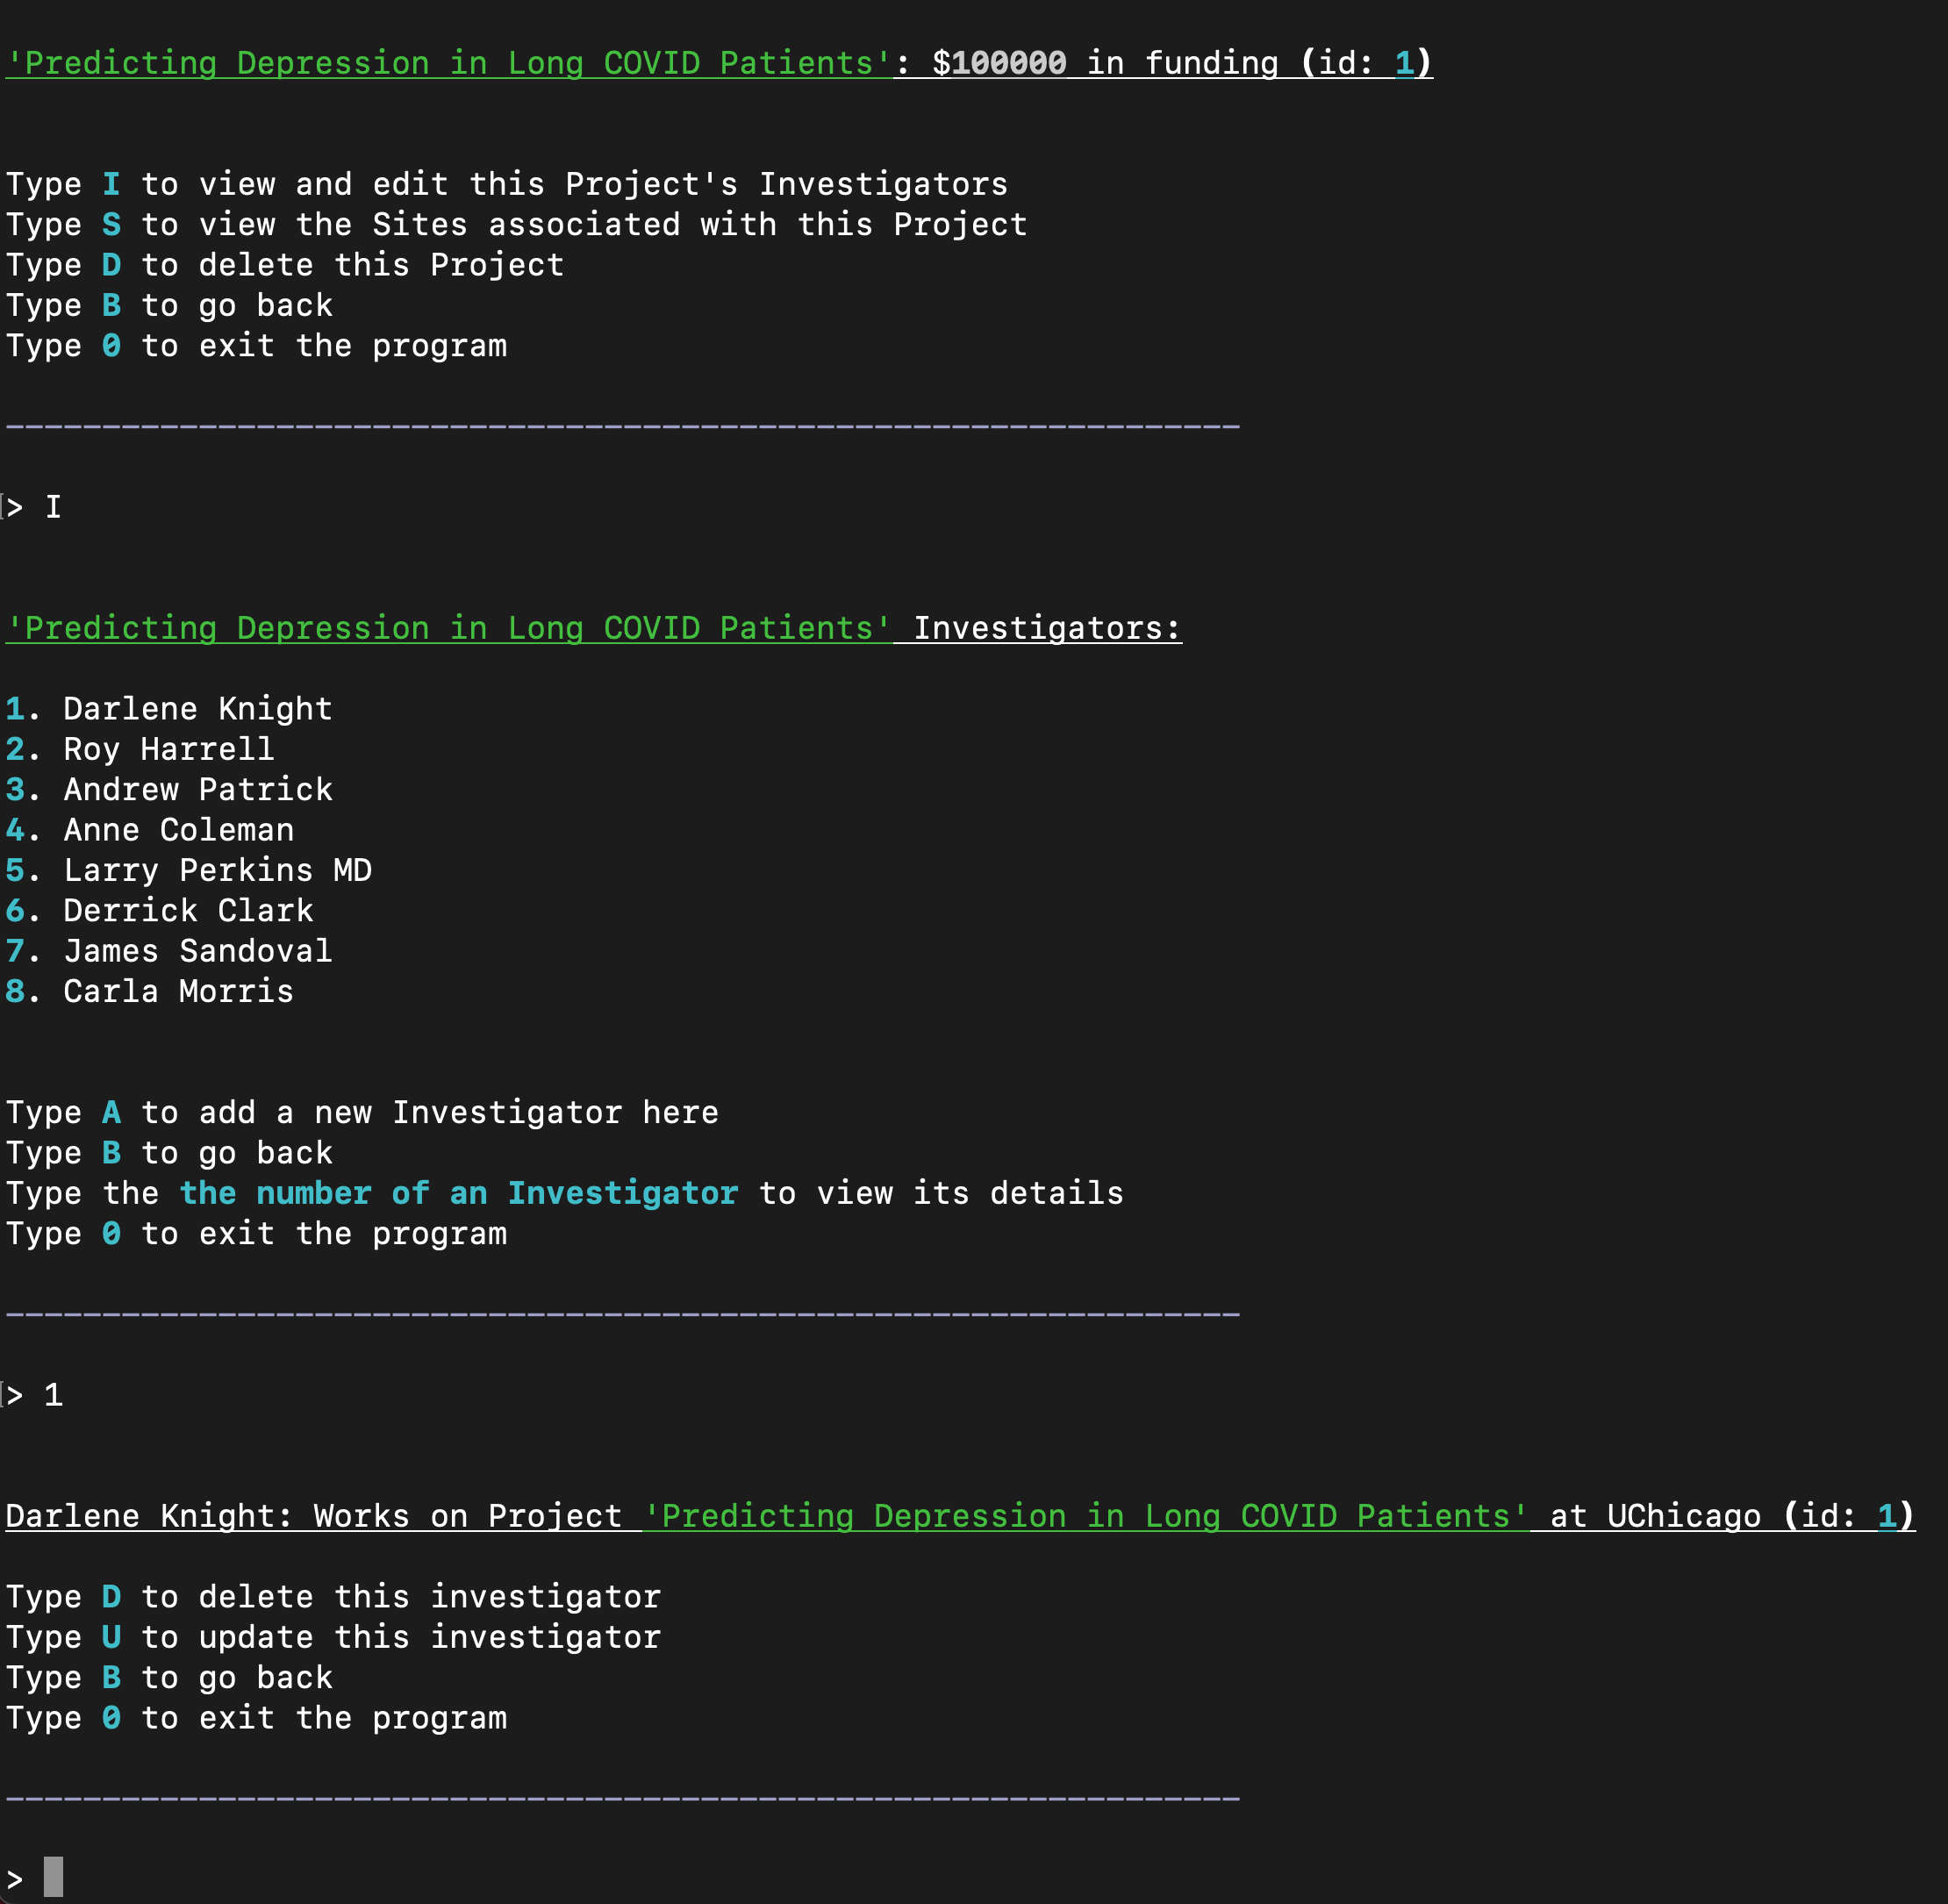 'Predicting Depression in Long COVID Patients': $100000 in funding (id: 1)
Type I to view and edit this Project's Investigators
Type S to view the Sites associated with this Project
Type D to delete this Project
Type B to go back
Type 0 to exit the program
----------------------------------------------------------------
> I
'Predicting Depression in Long COVID Patients' Investigators:
1. Darlene Knight
2. Roy Harrell
3. Andrew Patrick
4. Anne Coleman
5. Larry Perkins MD
6. Derrick Clark
7. James Sandoval
8. Carla Morris
Type A to add a new Investigator here
Type B to go back
Type the the number of an Investigator to view its details
Type 0 to exit the program
----------------------------------------------------------------
> 1
Darlene Knight: Works on Project 'Predicting Depression in Long COVID Patients' at UChicago (id: 1)
Type D to delete this investigator
Type U to update this investigator
Type B to go back
Type 0 to exit the program
----------------------------------------------------------------
>